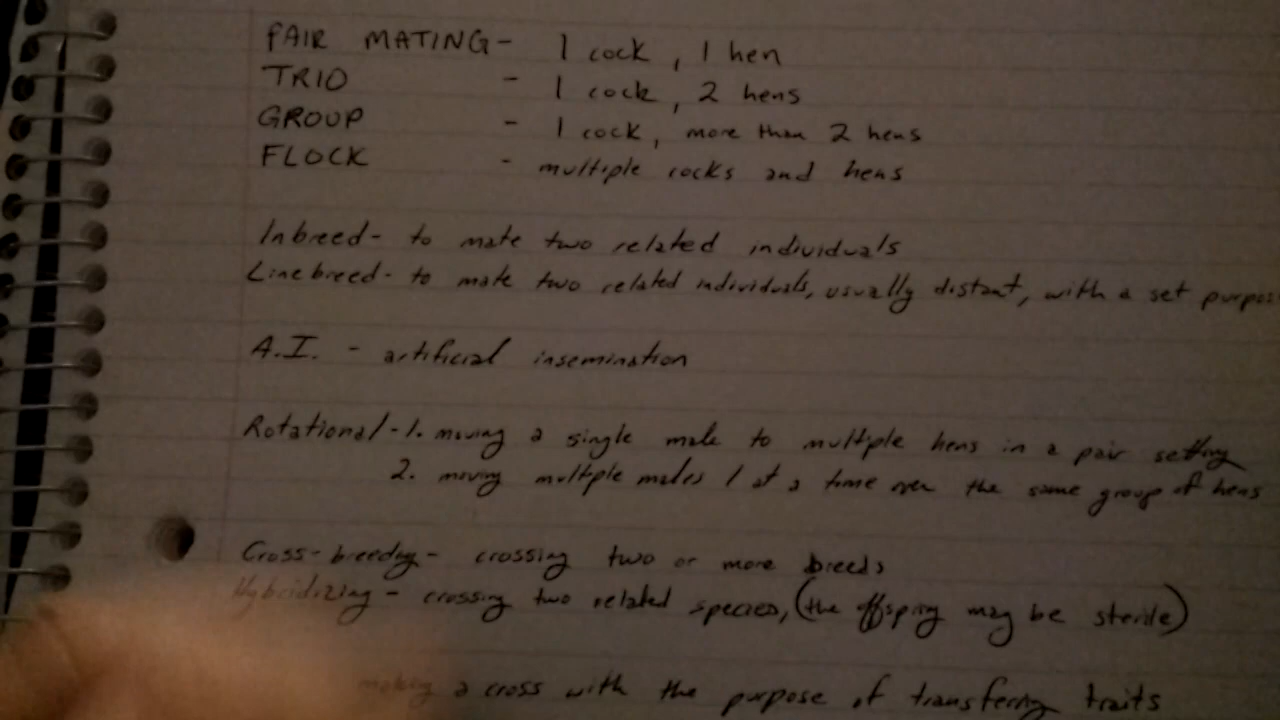 PAIR MATING - 1 cock, 1 hen
TRIO - 1 cock, 2 hens
GROUP - 1 cock, more than 2 hens
FLOCK - multiple cocks and hens
Inbreed - to mate two related individuals
Linebreed - to mate two related individuals, usually distant, with a set purpos
A.I. - artificial insemination
Rotational - 1. moving a single male to multiple hens in a pair setting
2. moving multiple males 1 at a time over the same group of hens
Cross-breeding - crossing two or more breeds
Hybridizing - crossing two related species, (the offspring may be sterile)
making a cross with the purpose of transferring traits